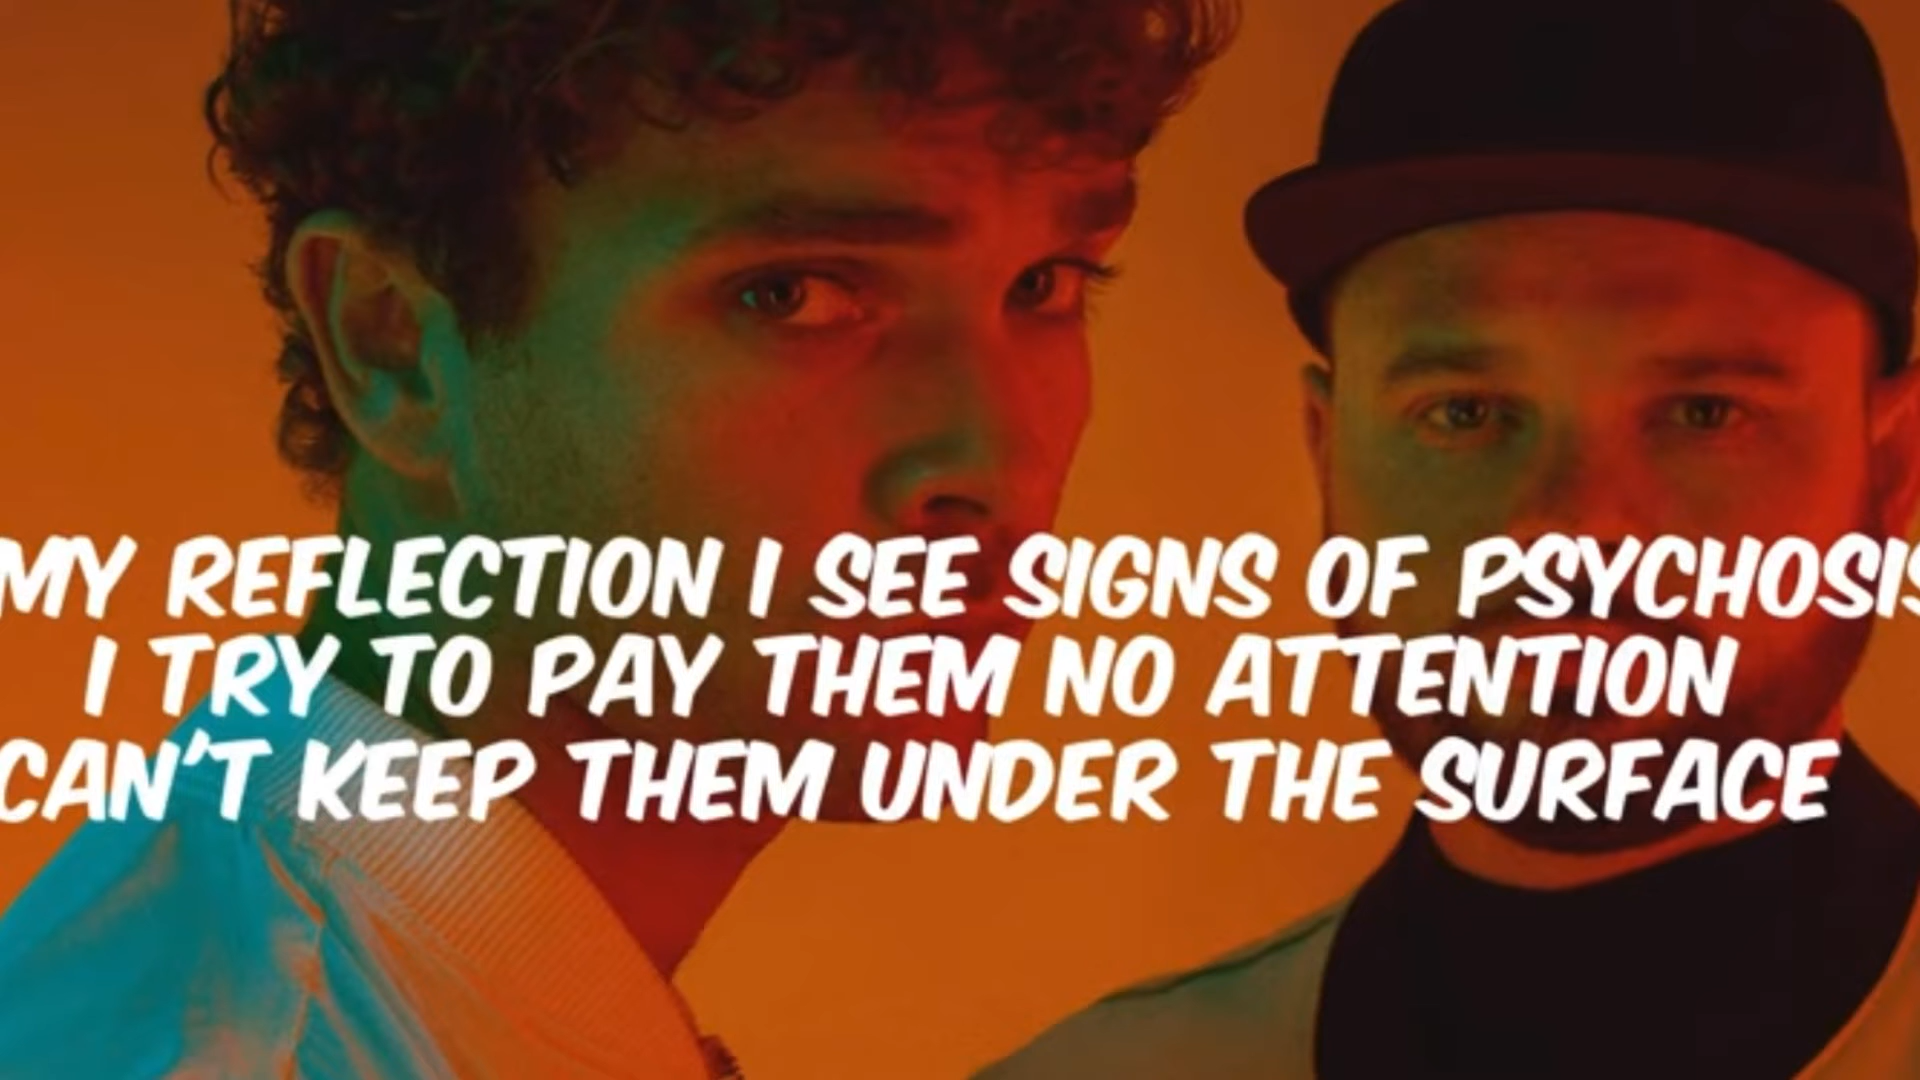 MY REFLECTION I SEE SIGNS OF PSYCHOSIS
I TRY TO PAY THEM NO ATTENTION
CAN'T KEEP THEM UNDER THE SURFACE